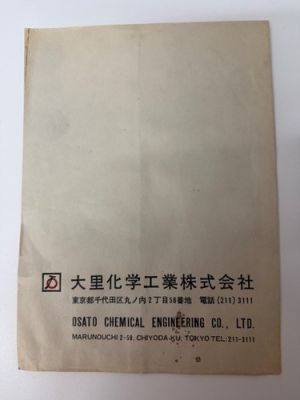 大里化学工業株式会社
東京都千代田区丸ノ内2丁目58番地 電話(211)3111
OSATO CHEMICAL ENGINEERING CO., LTD.
MARUNOUCHI 2-58, CHIYODA-KU, TOKYO TEL:211-3111